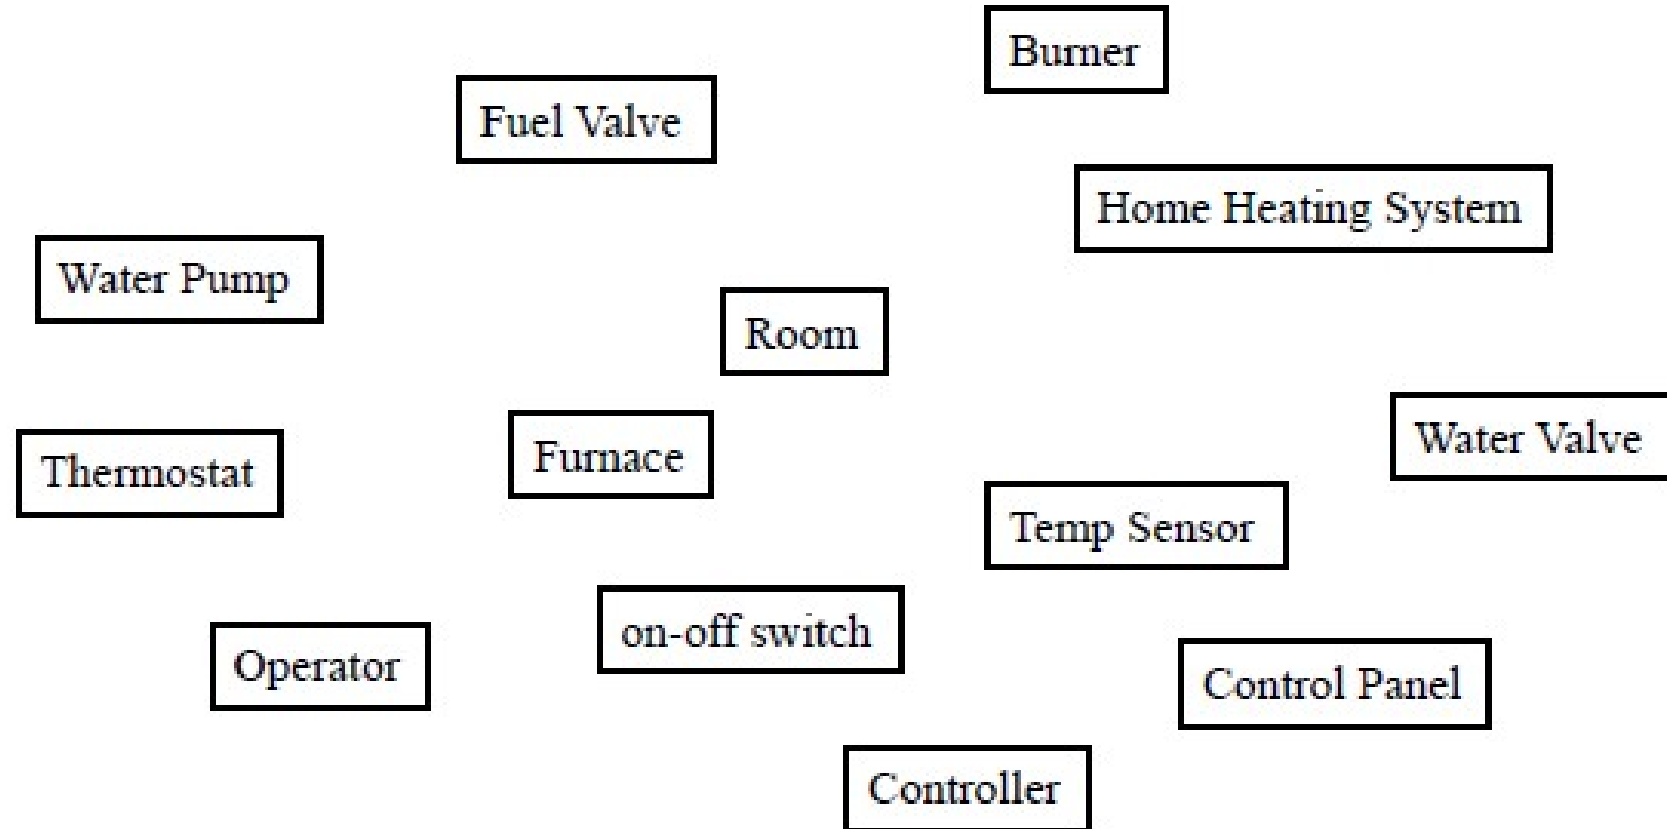 Burner
Fuel Valve
Home Heating System
Water Pump
Room
Water Valve
Thermostat
Furnace
Temp Sensor
on-off switch
Operator
Control Panel
Controller